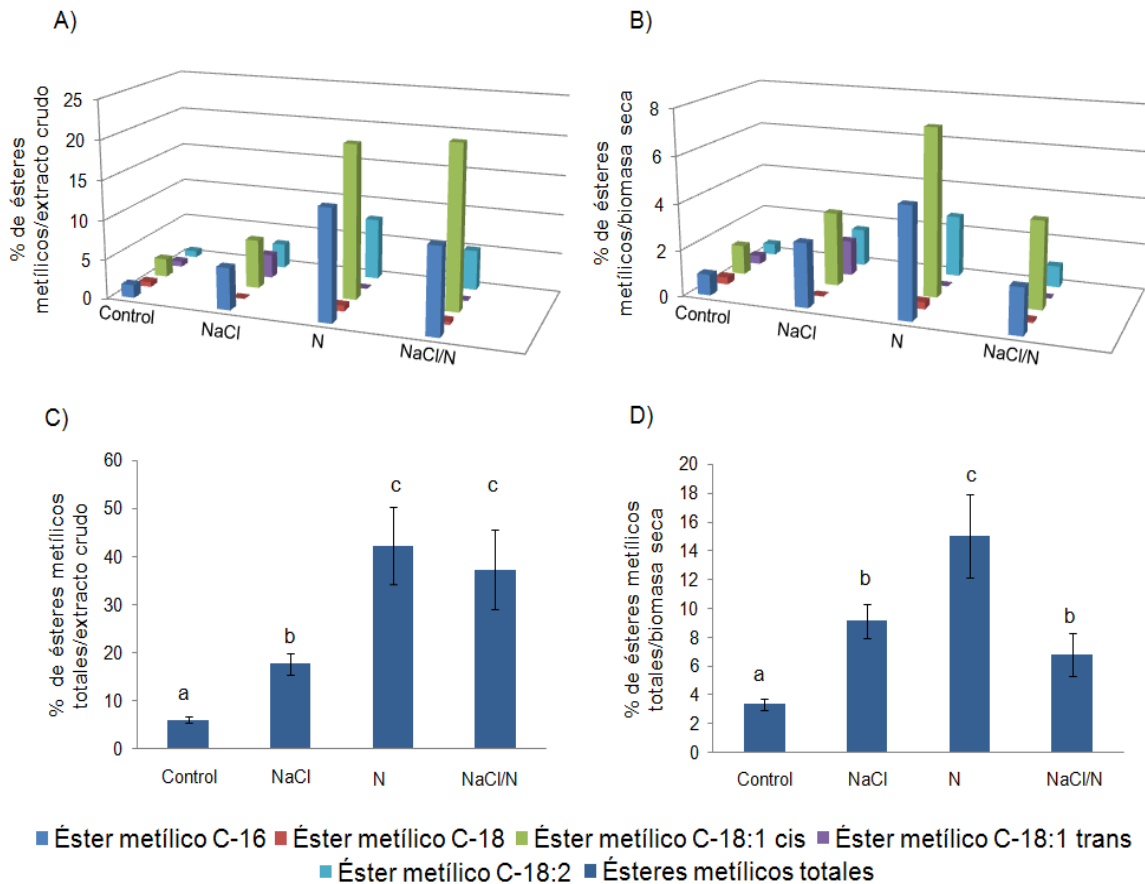 A)
B)
% de ésteres
metílicos/extracto crudo
25
20
15
10
5
0
Control
NaCl
N
NaCl/N
% de ésteres
metílicos/biomasa seca
8
6
4
2
0
Control
NaCl
N
NaCl/N
C)
D)
% de ésteres metílicos
totales/extracto crudo
60
50
40
30
20
10
0
a
b
c
c
Control
NaCl
N
NaCl/N
% de ésteres metílicos
totales/biomasa seca
20
18
16
14
12
10
8
6
4
2
0
a
b
c
b
Control
NaCl
N
NaCl/N
Éster metílico C-16 Éster metílico C-18 Éster metílico C-18:1 cis Éster metílico C-18:1 trans
Éster metílico C-18:2 Ésteres metílicos totales